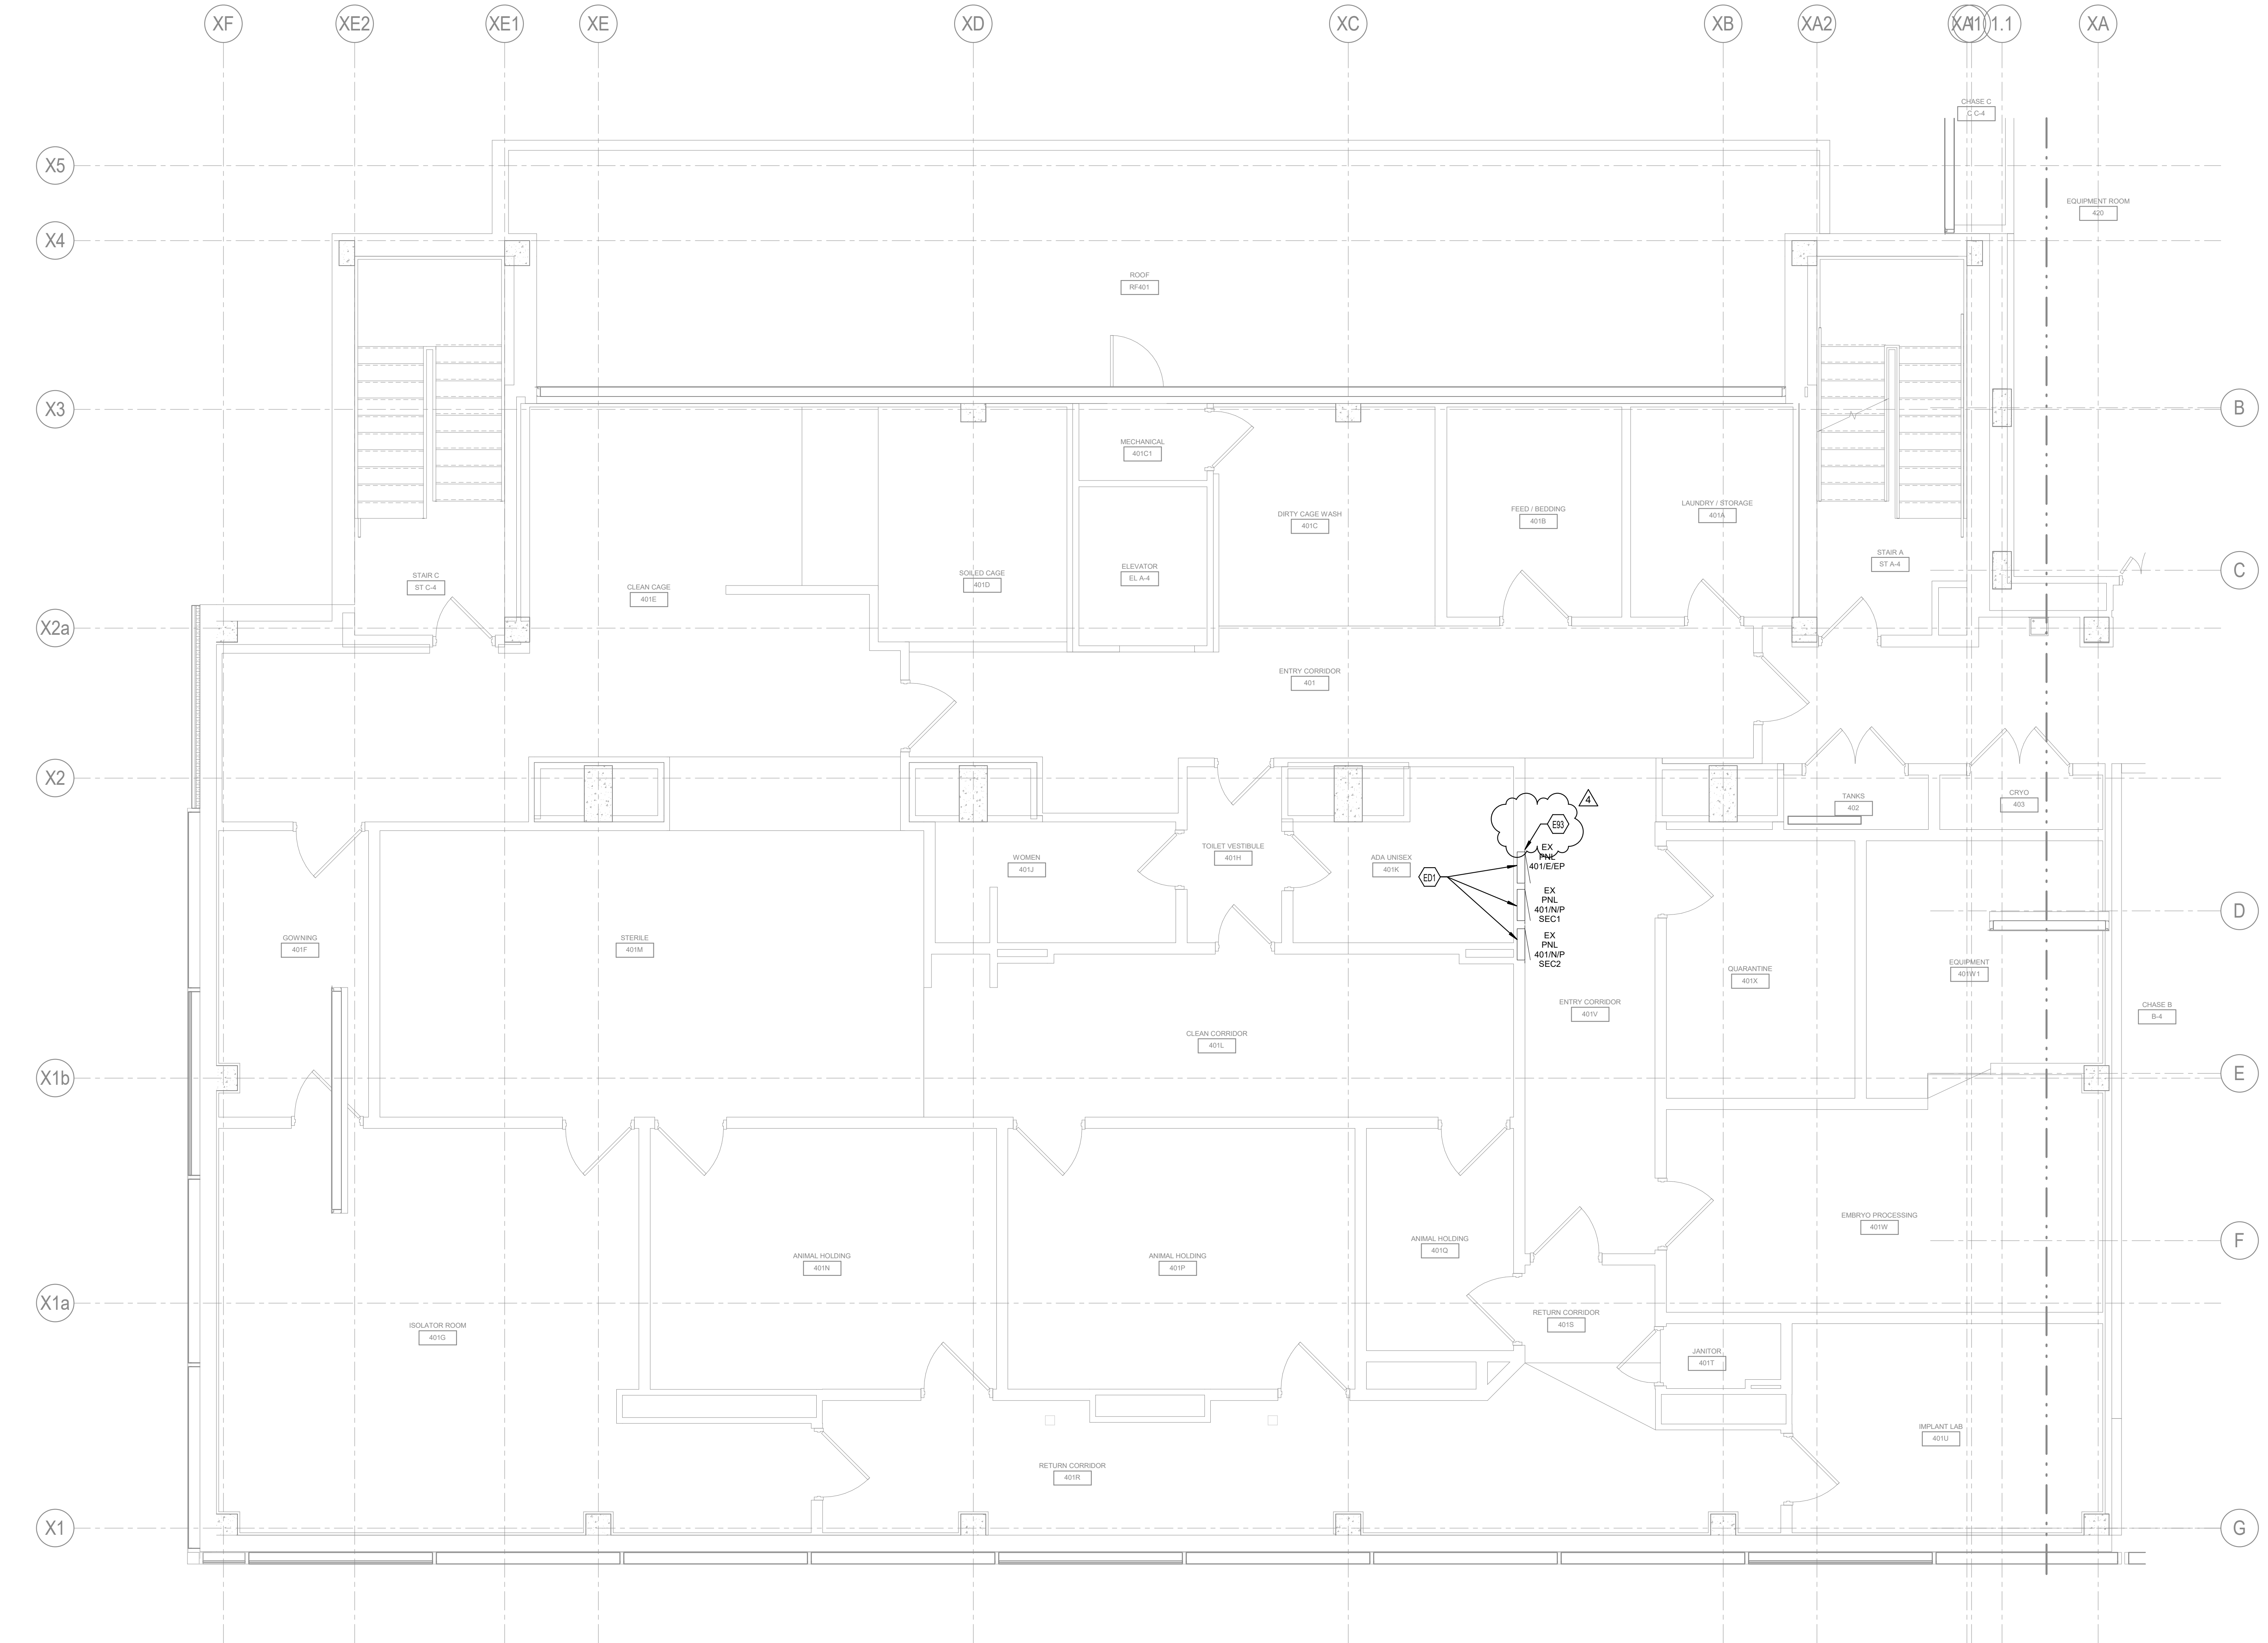 XF
XE2
XE1
XE
XD
XC
XB
XA2
1.1
XA
CHASE C
C C-4
X5
EQUIPMENT ROOM
420
X4
ROOF
RF401
X3
B
MECHANICAL
401C1
LAUNDRY / STORAGE
401A
FEED / BEDDING
401B
DIRTY CAGE WASH
401C
STAIR A
ST A-4
C
ELEVATOR
EL A-4
SOILED CAGE
401D
STAIR C
ST C-4
CLEAN CAGE
401E
X2a
ENTRY CORRIDOR
401
X2
CRYO
403
TANKS
402
4
E93
TOILET VESTIBULE
401H
WOMEN
401J
ADA UNISEX
401K
EX
PNL
401/E/EP
ED1
EX
PNL
401/N/P
SEC1
EX
PNL
401/N/P
SEC2
D
GOWNING
401F
STERILE
401M
QUARANTINE
401X
EQUIPMENT
401W1
ENTRY CORRIDOR
401V
CHASE B
B-4
CLEAN CORRIDOR
401L
X1b
E
EMBRYO PROCESSING
401W
ANIMAL HOLDING
401Q
F
ANIMAL HOLDING
401N
ANIMAL HOLDING
401P
X1a
RETURN CORRIDOR
401S
ISOLATOR ROOM
401G
JANITOR
401T
IMPLANT LAB
401U
RETURN CORRIDOR
401R
X1
G